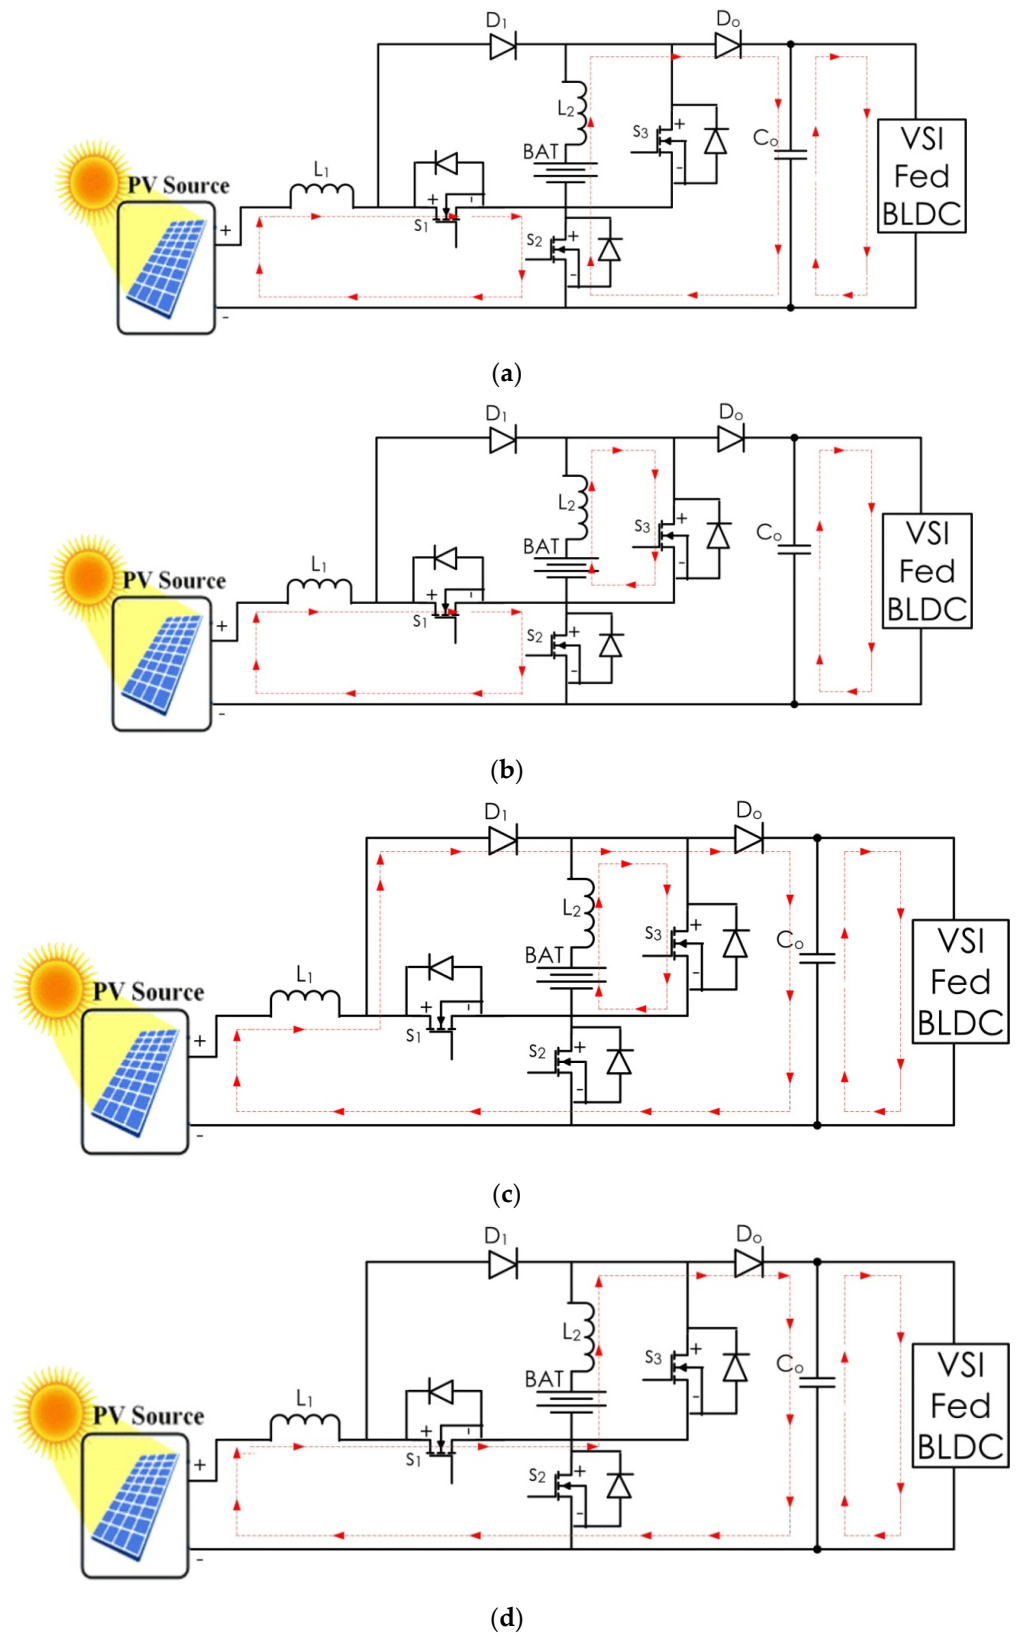 D₁
Dₒ
L₂
S₃
+
-
BAT
Cₒ
VSI
Fed
BLDC
PV Source
L₁
+
-
S₁
+
-
S₂
+
-
(a)
D₁
Dₒ
L₂
S₃
+
-
BAT
Cₒ
VSI
Fed
BLDC
PV Source
L₁
+
-
S₁
+
-
S₂
+
-
(b)
D₁
Dₒ
L₂
S₃
+
-
BAT
Cₒ
VSI
Fed
BLDC
PV Source
L₁
+
-
S₁
+
-
S₂
+
-
(c)
D₁
Dₒ
L₂
S₃
+
-
BAT
Cₒ
VSI
Fed
BLDC
PV Source
L₁
+
-
S₁
+
-
S₂
+
-
(d)